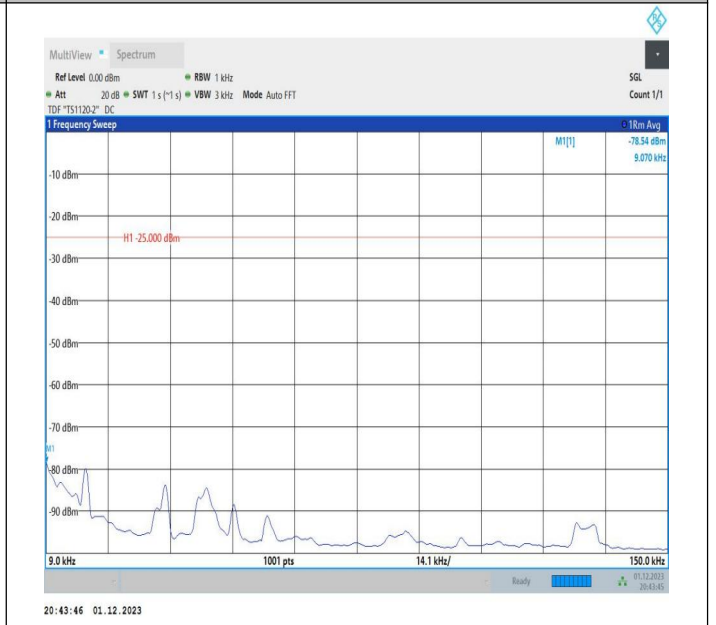 MultiView Spectrum
Ref Level 0.00 dBm RBW 1 kHz SGL
Att 20 dB SWT 1 s (~1 s) VBW 3 kHz Mode Auto FFT Count 1/1
TDF "TS1120-2" DC
1 Frequency Sweep 1Rm Avg
M1[1] -78.54 dBm
9.070 kHz
-10 dBm
-20 dBm
H1 -25.000 dBm
-30 dBm
-40 dBm
-50 dBm
-60 dBm
-70 dBm
M1
-80 dBm
-90 dBm
9.0 kHz 1001 pts 14.1 kHz/ 150.0 kHz
Ready 01.12.2023
20:43:45
20:43:46 01.12.2023